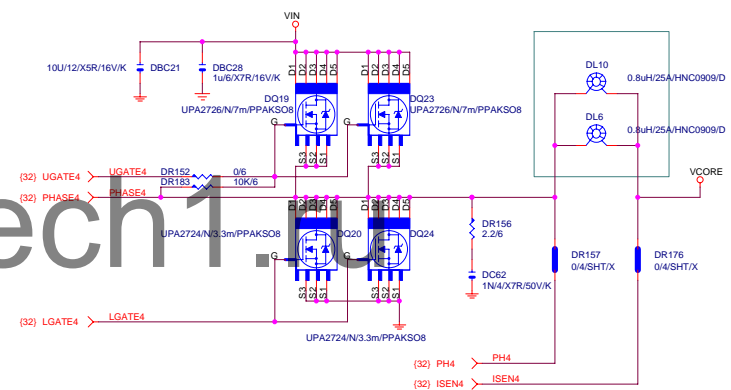 VIN
10U/12/X5R/16V/K
DBC21
DBC28
1u/6/X7R/16V/K
D1
D2
D3
D4
D5
D1
D2
D3
D4
D5
DQ19
UPA2726/N/7m/PPAKSO8
DQ23
UPA2726/N/7m/PPAKSO8
G
G
S3
S2
S1
S3
S2
S1
DL10
0.8uH/25A/HNC0909/D
DL6
0.8uH/25A/HNC0909/D
{32} UGATE4
UGATE4
DR152
0/6
DR183
10K/6
{32} PHASE4
PHASE4
VCORE
D1
D2
D3
D4
D5
D1
D2
D3
D4
D5
UPA2724/N/3.3m/PPAKSO8
DQ20
DQ24
G
G
S3
S2
S1
S3
S2
S1
DR156
2.2/6
DC62
1N/4/X7R/50V/K
DR157
0/4/SHT/X
DR176
0/4/SHT/X
{32} LGATE4
LGATE4
UPA2724/N/3.3m/PPAKSO8
{32} PH4
PH4
{32} ISEN4
ISEN4
ech1.ru